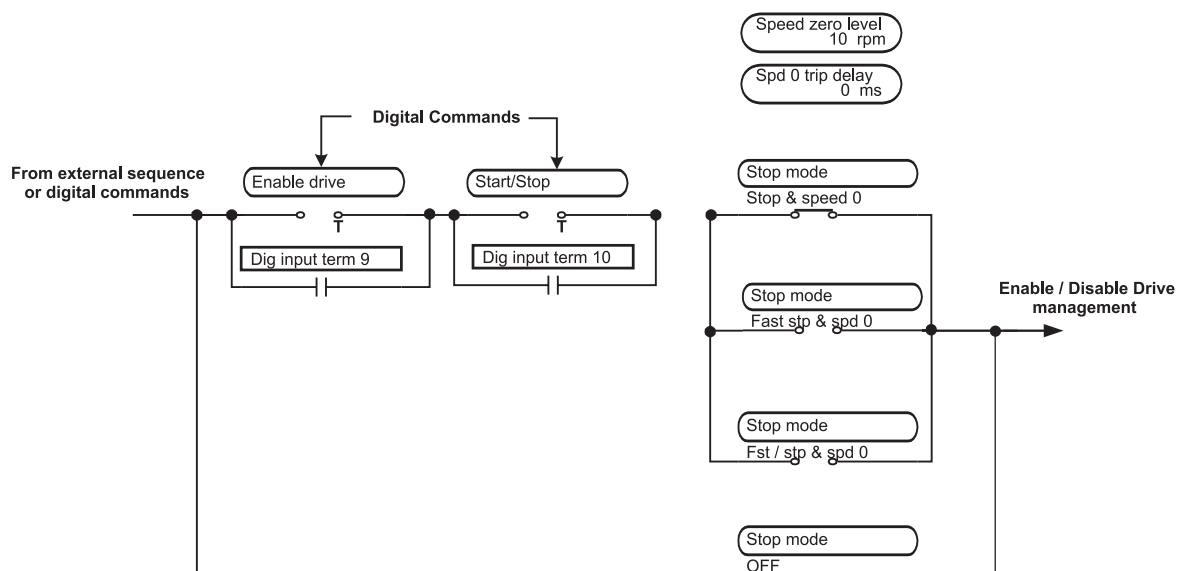 Speed zero level
10 rpm
Spd 0 trip delay
0 ms
Digital Commands
From external sequence
or digital commands
Enable drive
Start/Stop
Stop mode
Stop & speed 0
T
T
Dig input term 9
Dig input term 10
Stop mode
Fast stp & spd 0
Enable / Disable Drive
management
Stop mode
Fst / stp & spd 0
Stop mode
OFF